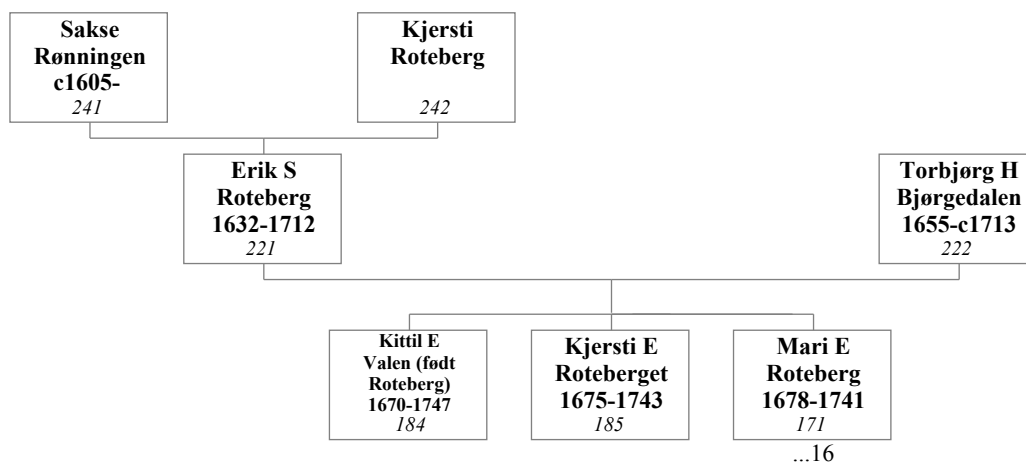 Sakse
Rønningen
c1605-
241
Kjersti
Roteberg
242
Erik S
Roteberg
1632-1712
221
Torbjørg H
Bjørgedalen
1655-c1713
222
Kittil E
Valen (født
Roteberg)
1670-1747
184
Kjersti E
Roteberget
1675-1743
185
Mari E
Roteberg
1678-1741
171
...16